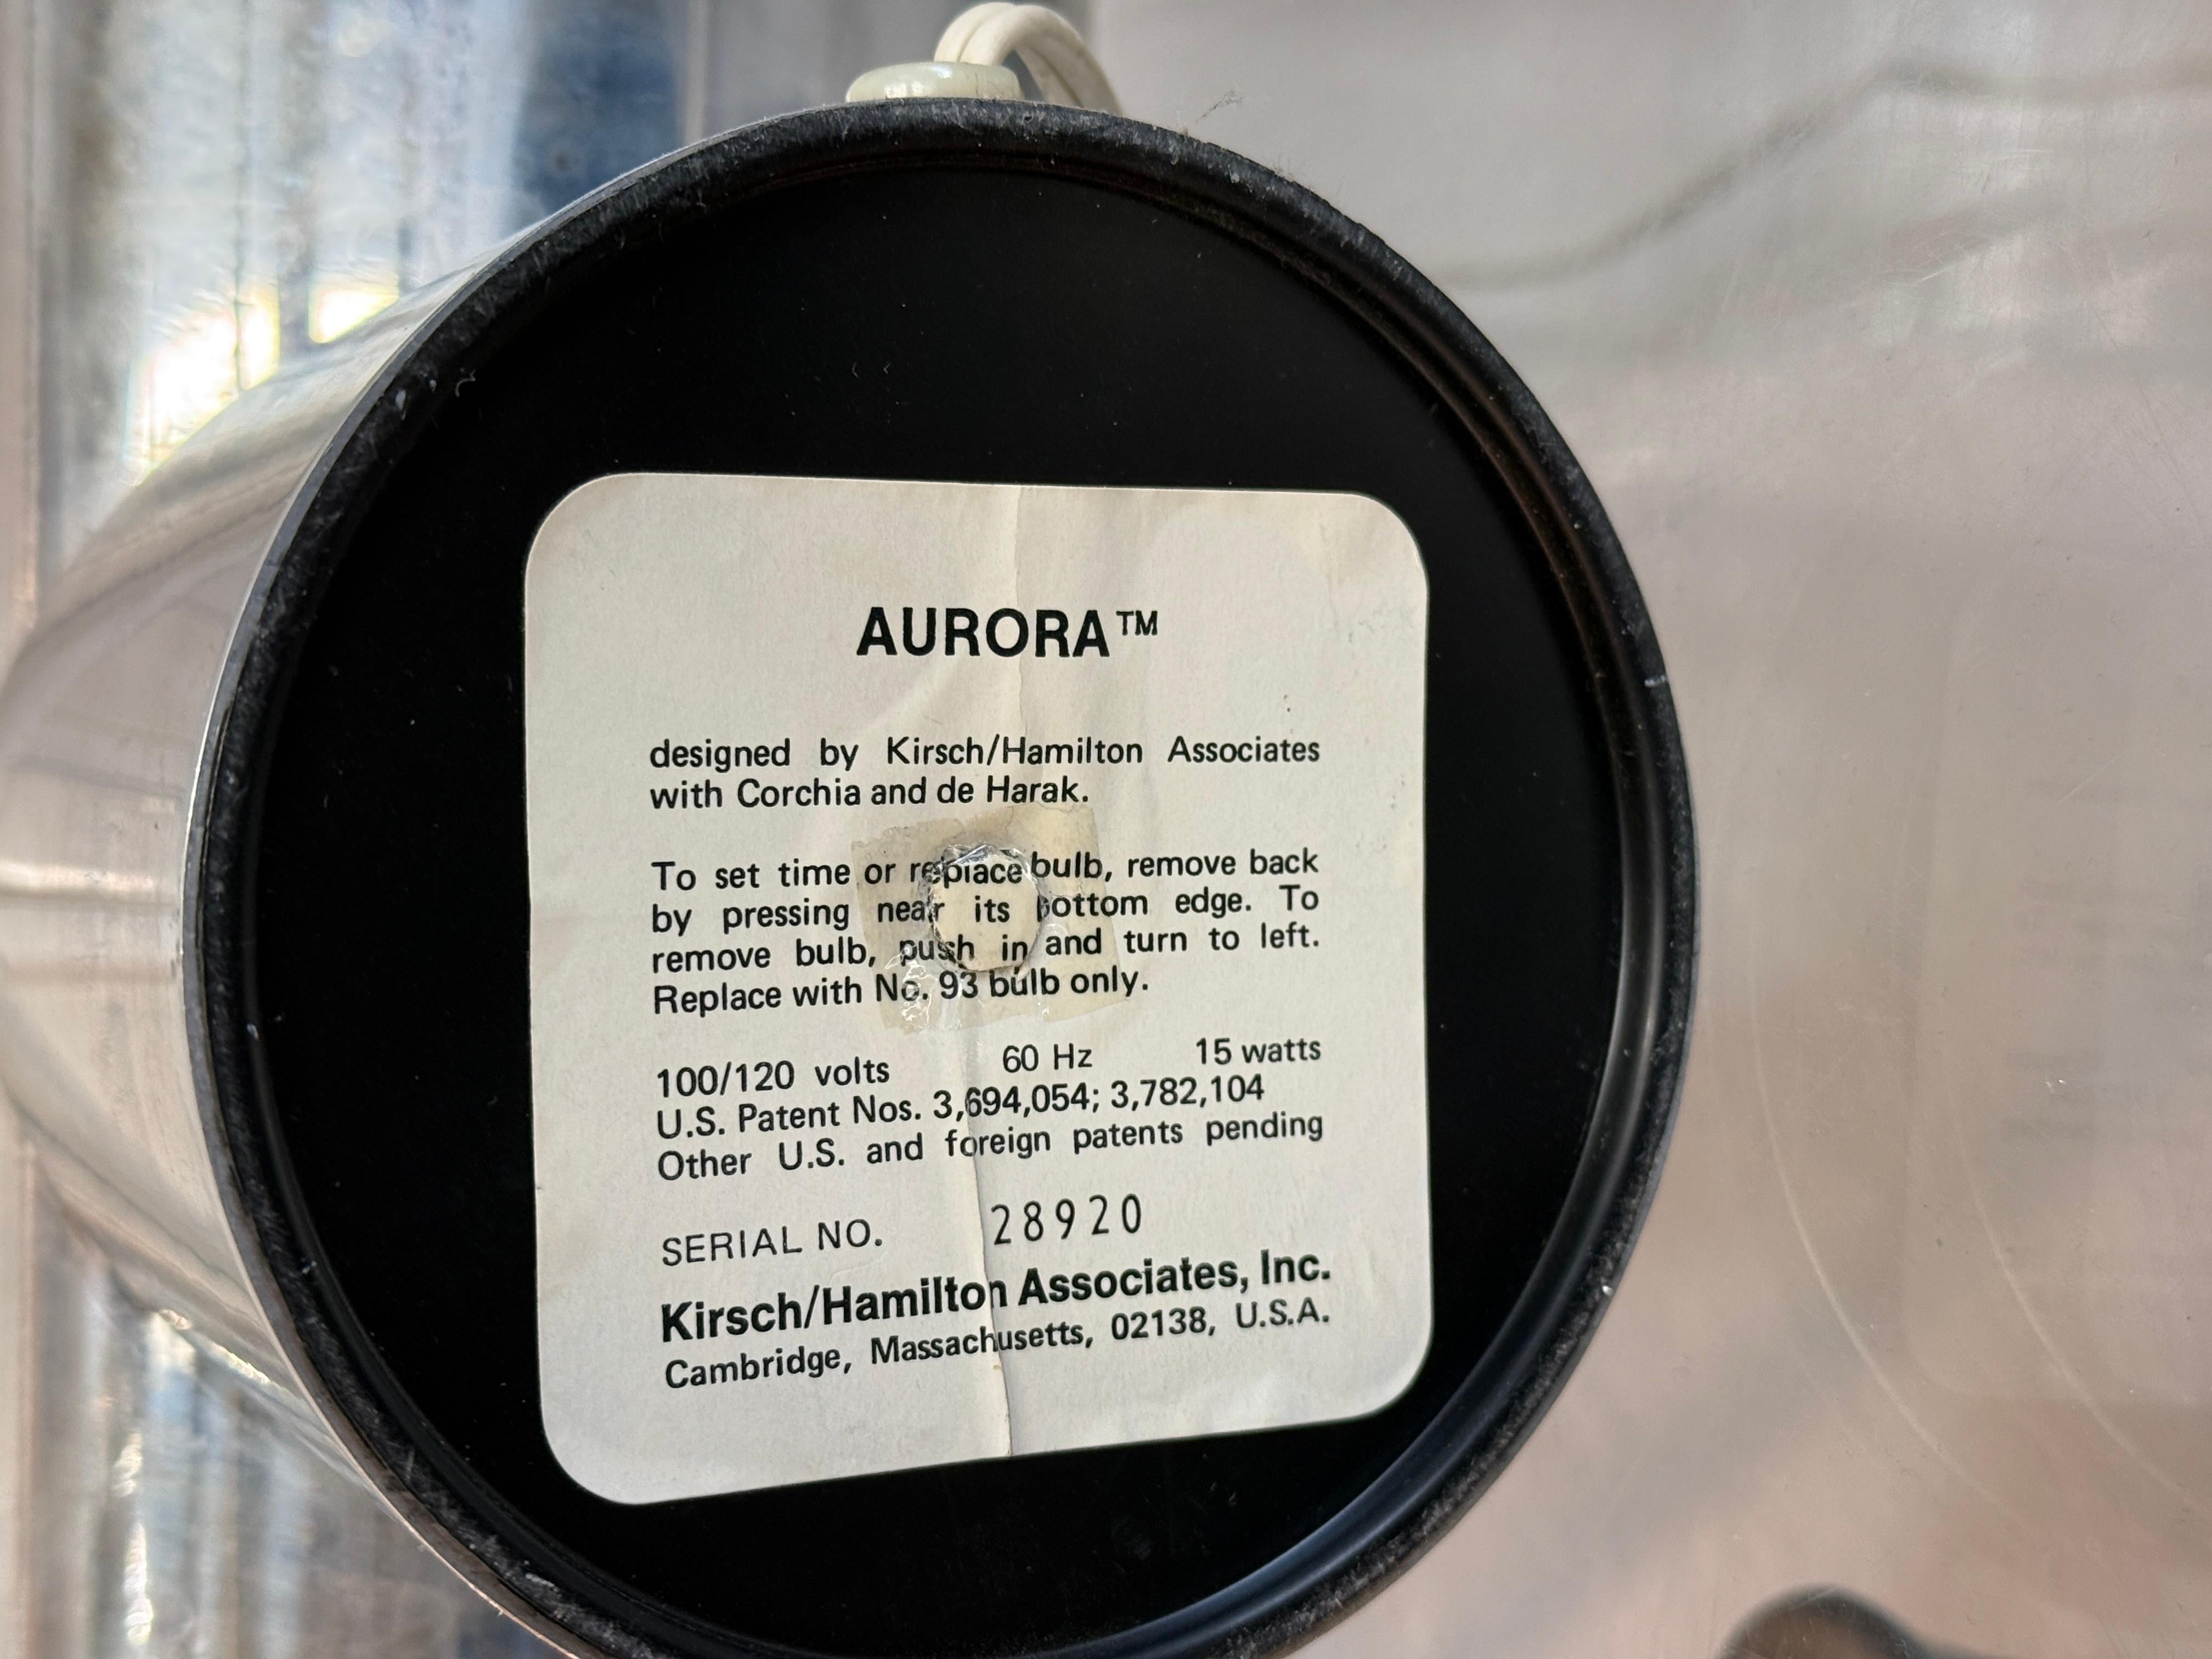 AURORA™
designed by Kirsch/Hamilton Associates
with Corchia and de Harak.
To set time or replace bulb, remove back
by pressing near its bottom edge. To
remove bulb, push in and turn to left.
Replace with No. 93 bulb only.
100/120 volts 60 Hz 15 watts
U.S. Patent Nos. 3,694,054; 3,782,104
Other U.S. and foreign patents pending
SERIAL NO. 28920
Kirsch/Hamilton Associates, Inc.
Cambridge, Massachusetts, 02138, U.S.A.